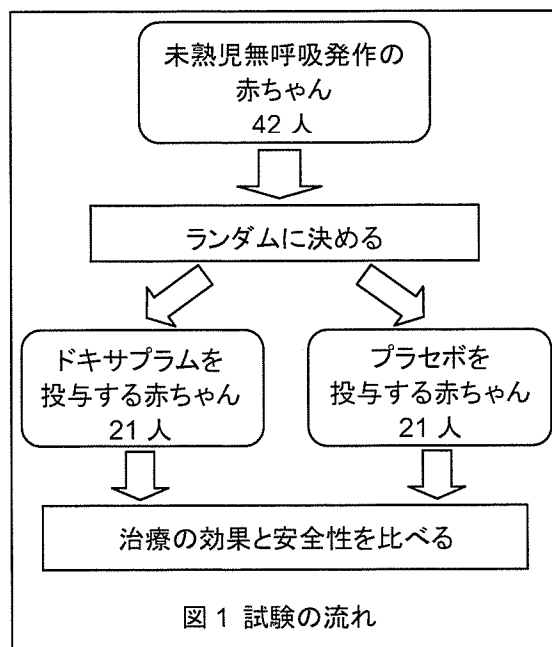 未熟児無呼吸発作の
赤ちゃん
42 人
ランダムに決める
ドキサプラムを
投与する赤ちゃん
21 人
プラセボを
投与する赤ちゃん
21 人
治療の効果と安全性を比べる
図 1 試験の流れ